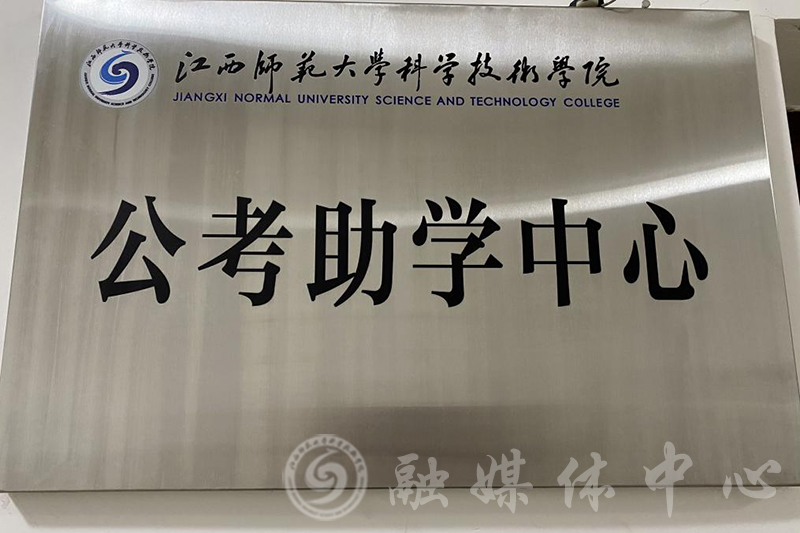 江西師范大學科学技術學院
JIANGXI NORMAL UNIVERSITY SCIENCE AND TECHNOLOGY COLLEGE
公考助学中心
融媒体中心